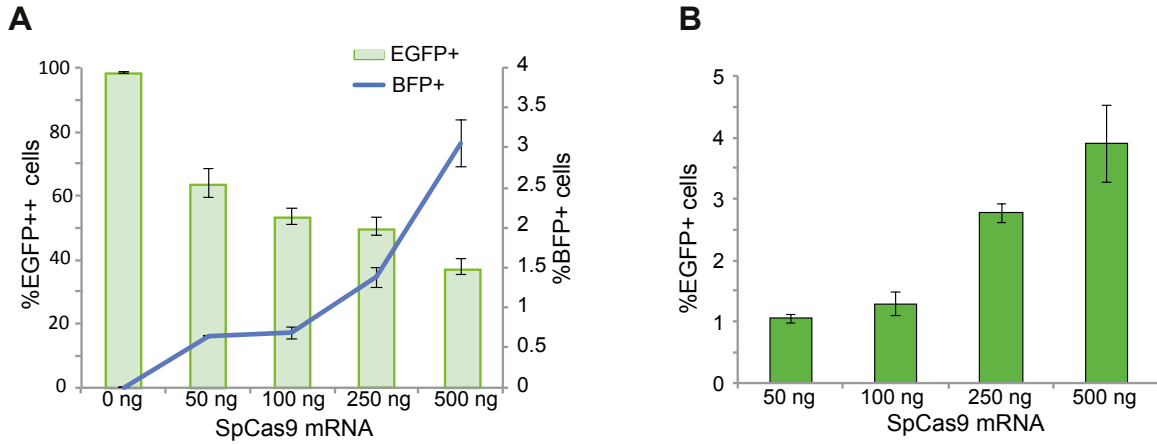 A
EGFP+
BFP+
%EGFP++ cells
100
80
60
40
20
0
%BFP+ cells
4
3.5
3
2.5
2
1.5
1
0.5
0
0 ng 50 ng 100 ng 250 ng 500 ng
SpCas9 mRNA
B
%EGFP+ cells
5
4
3
2
1
0
50 ng 100 ng 250 ng 500 ng
SpCas9 mRNA